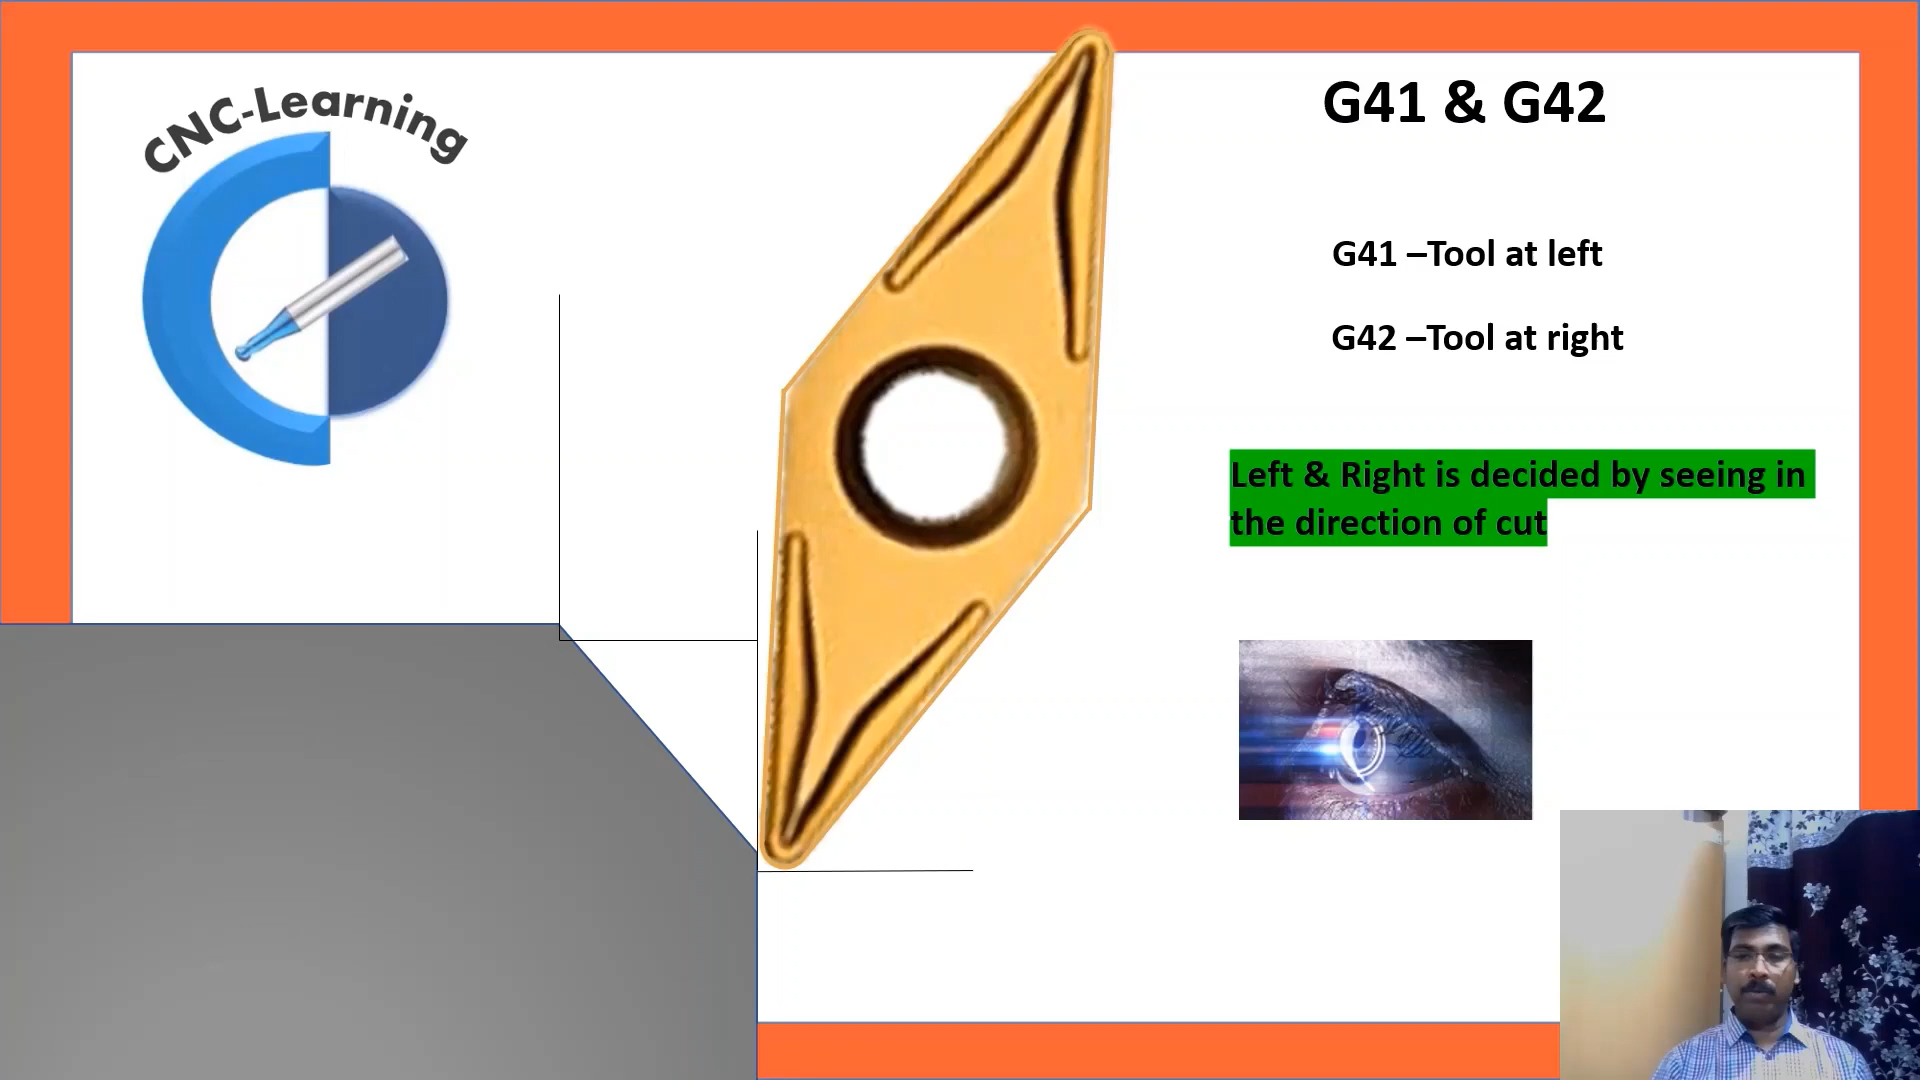 CNC-Learning
G41 & G42
G41 –Tool at left
G42 –Tool at right
Left & Right is decided by seeing in
the direction of cut